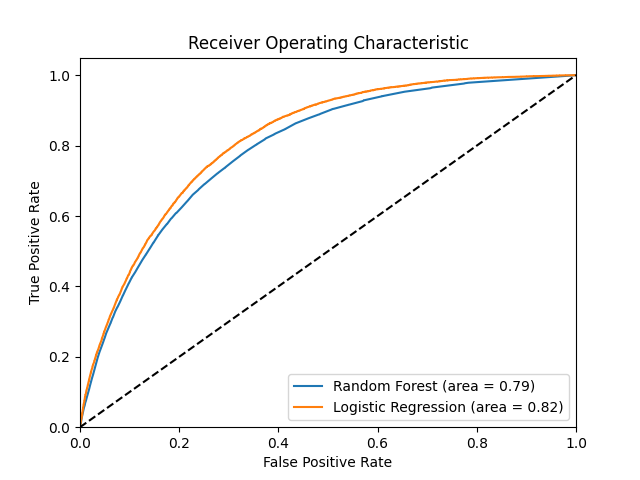 Receiver Operating Characteristic
1.0
0.8
0.6
0.4
0.2
0.0
True Positive Rate
Random Forest (area = 0.79)
Logistic Regression (area = 0.82)
0.0 0.2 0.4 0.6 0.8 1.0
False Positive Rate